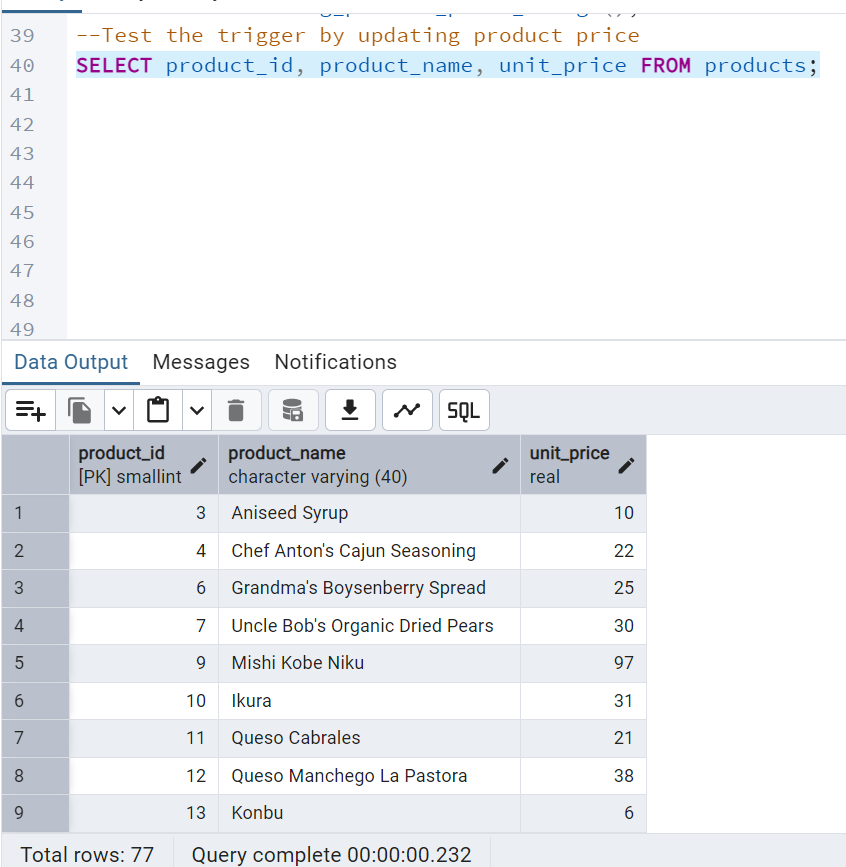 39 --Test the trigger by updating product price
40 SELECT product_id, product_name, unit_price FROM products;
41
42
43
44
45
46
47
48
49
Data Output Messages Notifications
SQL
product_id product_name unit_price
[PK] smallint character varying (40) real
1 3 Aniseed Syrup 10
2 4 Chef Anton's Cajun Seasoning 22
3 6 Grandma's Boysenberry Spread 25
4 7 Uncle Bob's Organic Dried Pears 30
5 9 Mishi Kobe Niku 97
6 10 Ikura 31
7 11 Queso Cabrales 21
8 12 Queso Manchego La Pastora 38
9 13 Konbu 6
Total rows: 77 Query complete 00:00:00.232